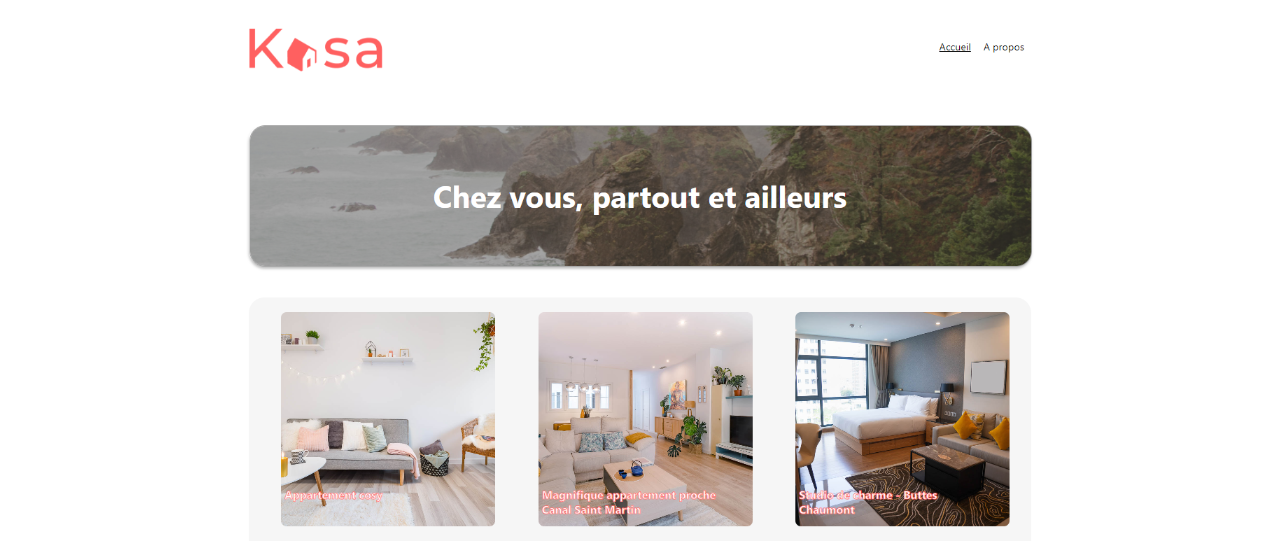 Kasa
Accueil A propos
Chez vous, partout et ailleurs
Appartement cosy
Magnifique appartement proche
Canal Saint Martin
Studio de charme - Buttes
Chaumont